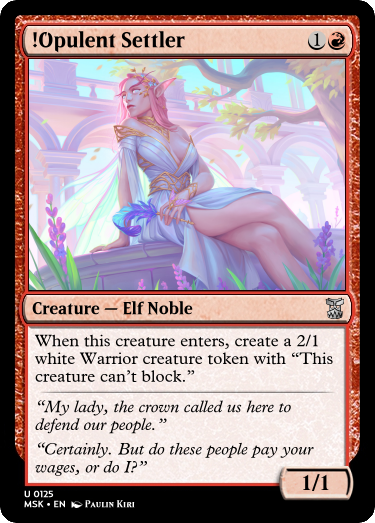 !Opulent Settler 1
Creature — Elf Noble
When this creature enters, create a 2/1
white Warrior creature token with “This
creature can’t block.”
“My lady, the crown called us here to
defend our people.”
“Certainly. But do these people pay your
wages, or do I?”
1/1
U 0125
MSK • EN Paulin Kiri